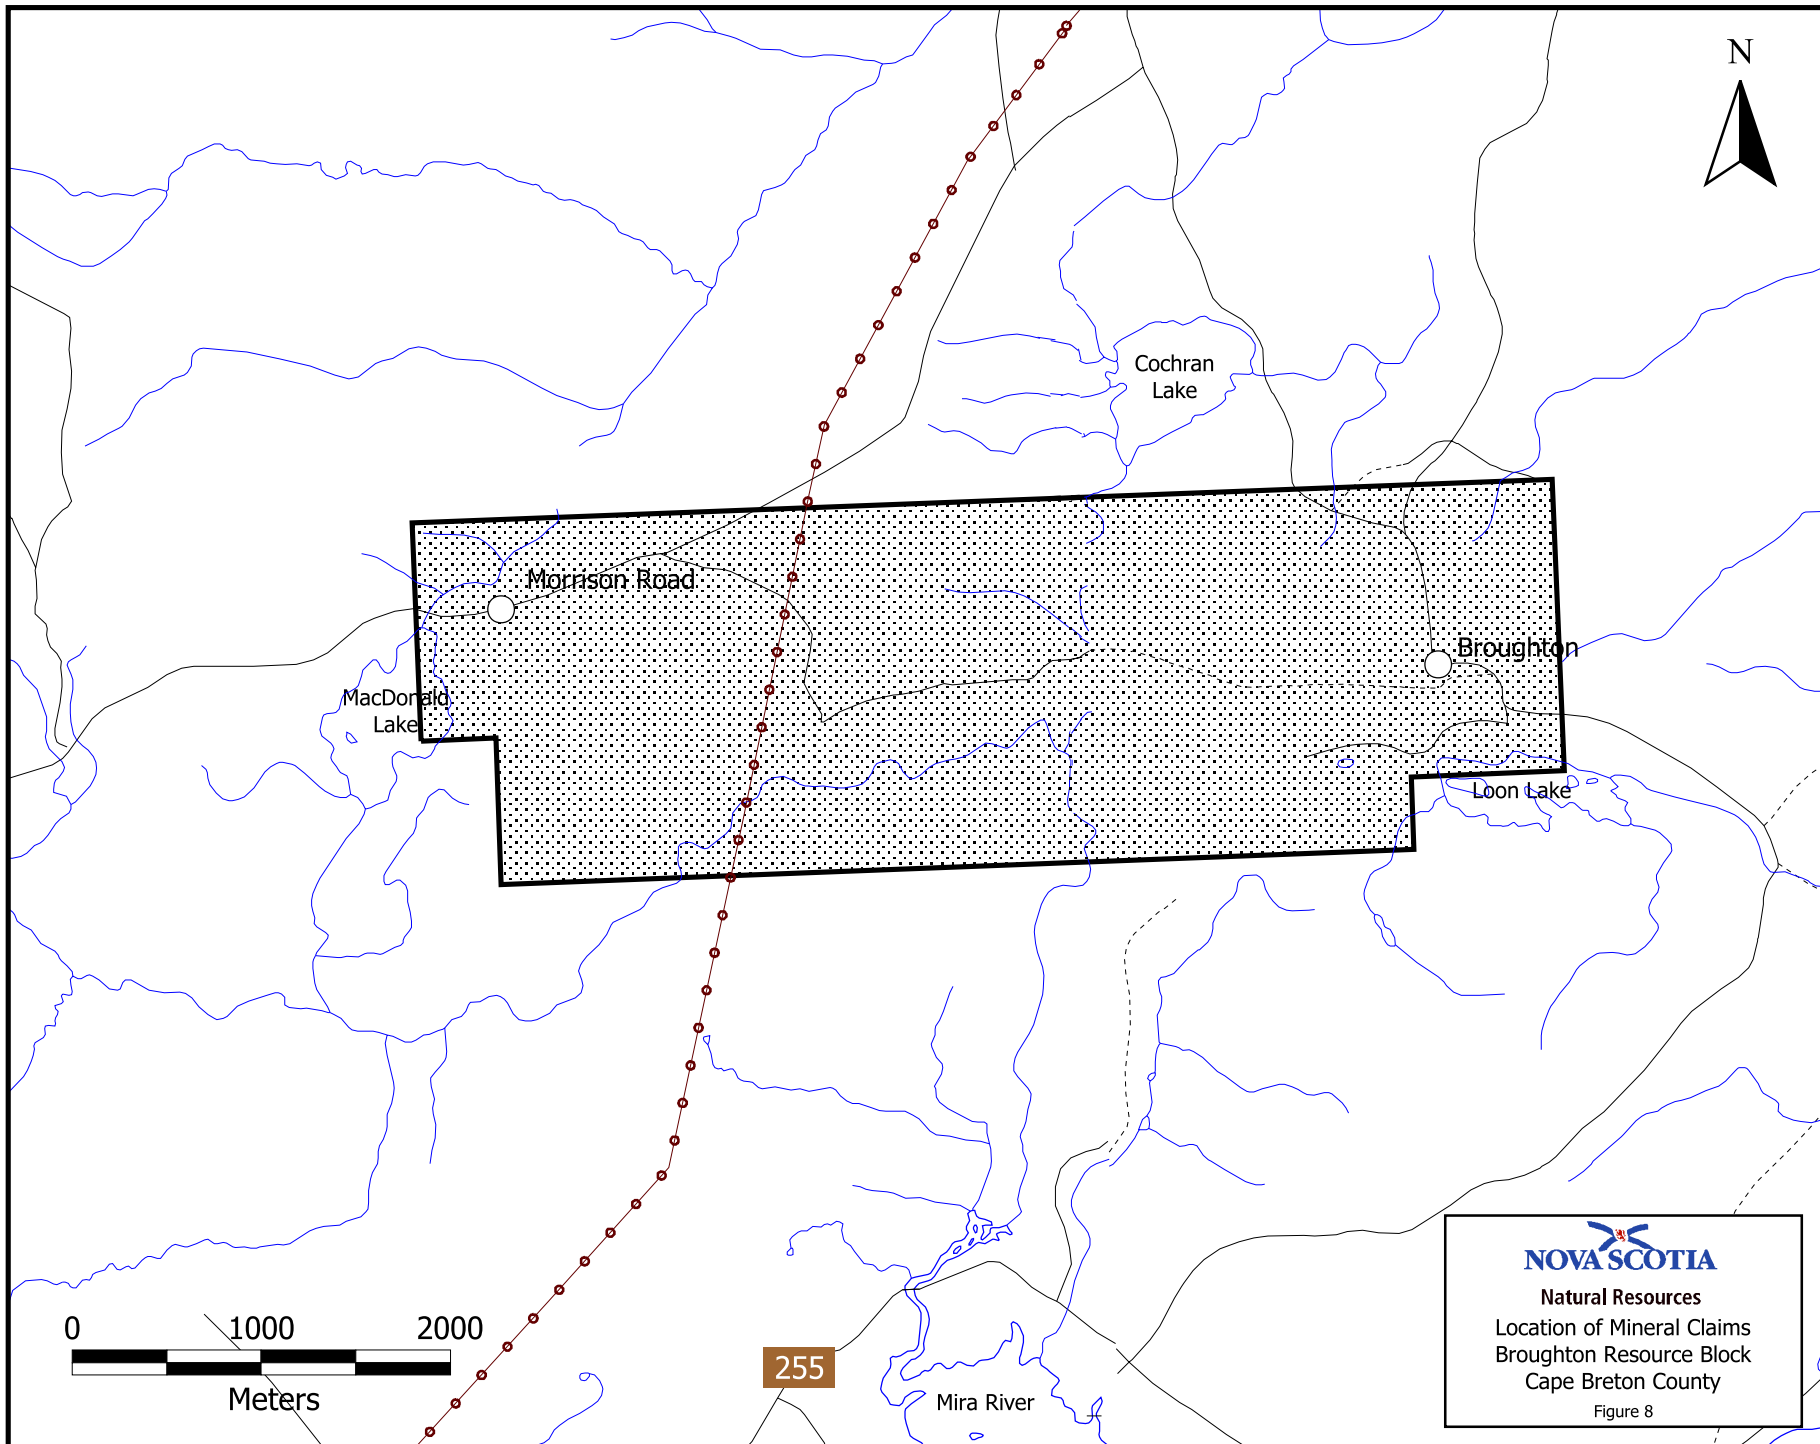 N
Cochran
Lake
Morrison Road
Broughton
MacDonald
Lake
Loon Lake
0 1000 2000
Meters
255
Mira River
NOVA SCOTIA
Natural Resources
Location of Mineral Claims
Broughton Resource Block
Cape Breton County
Figure 8